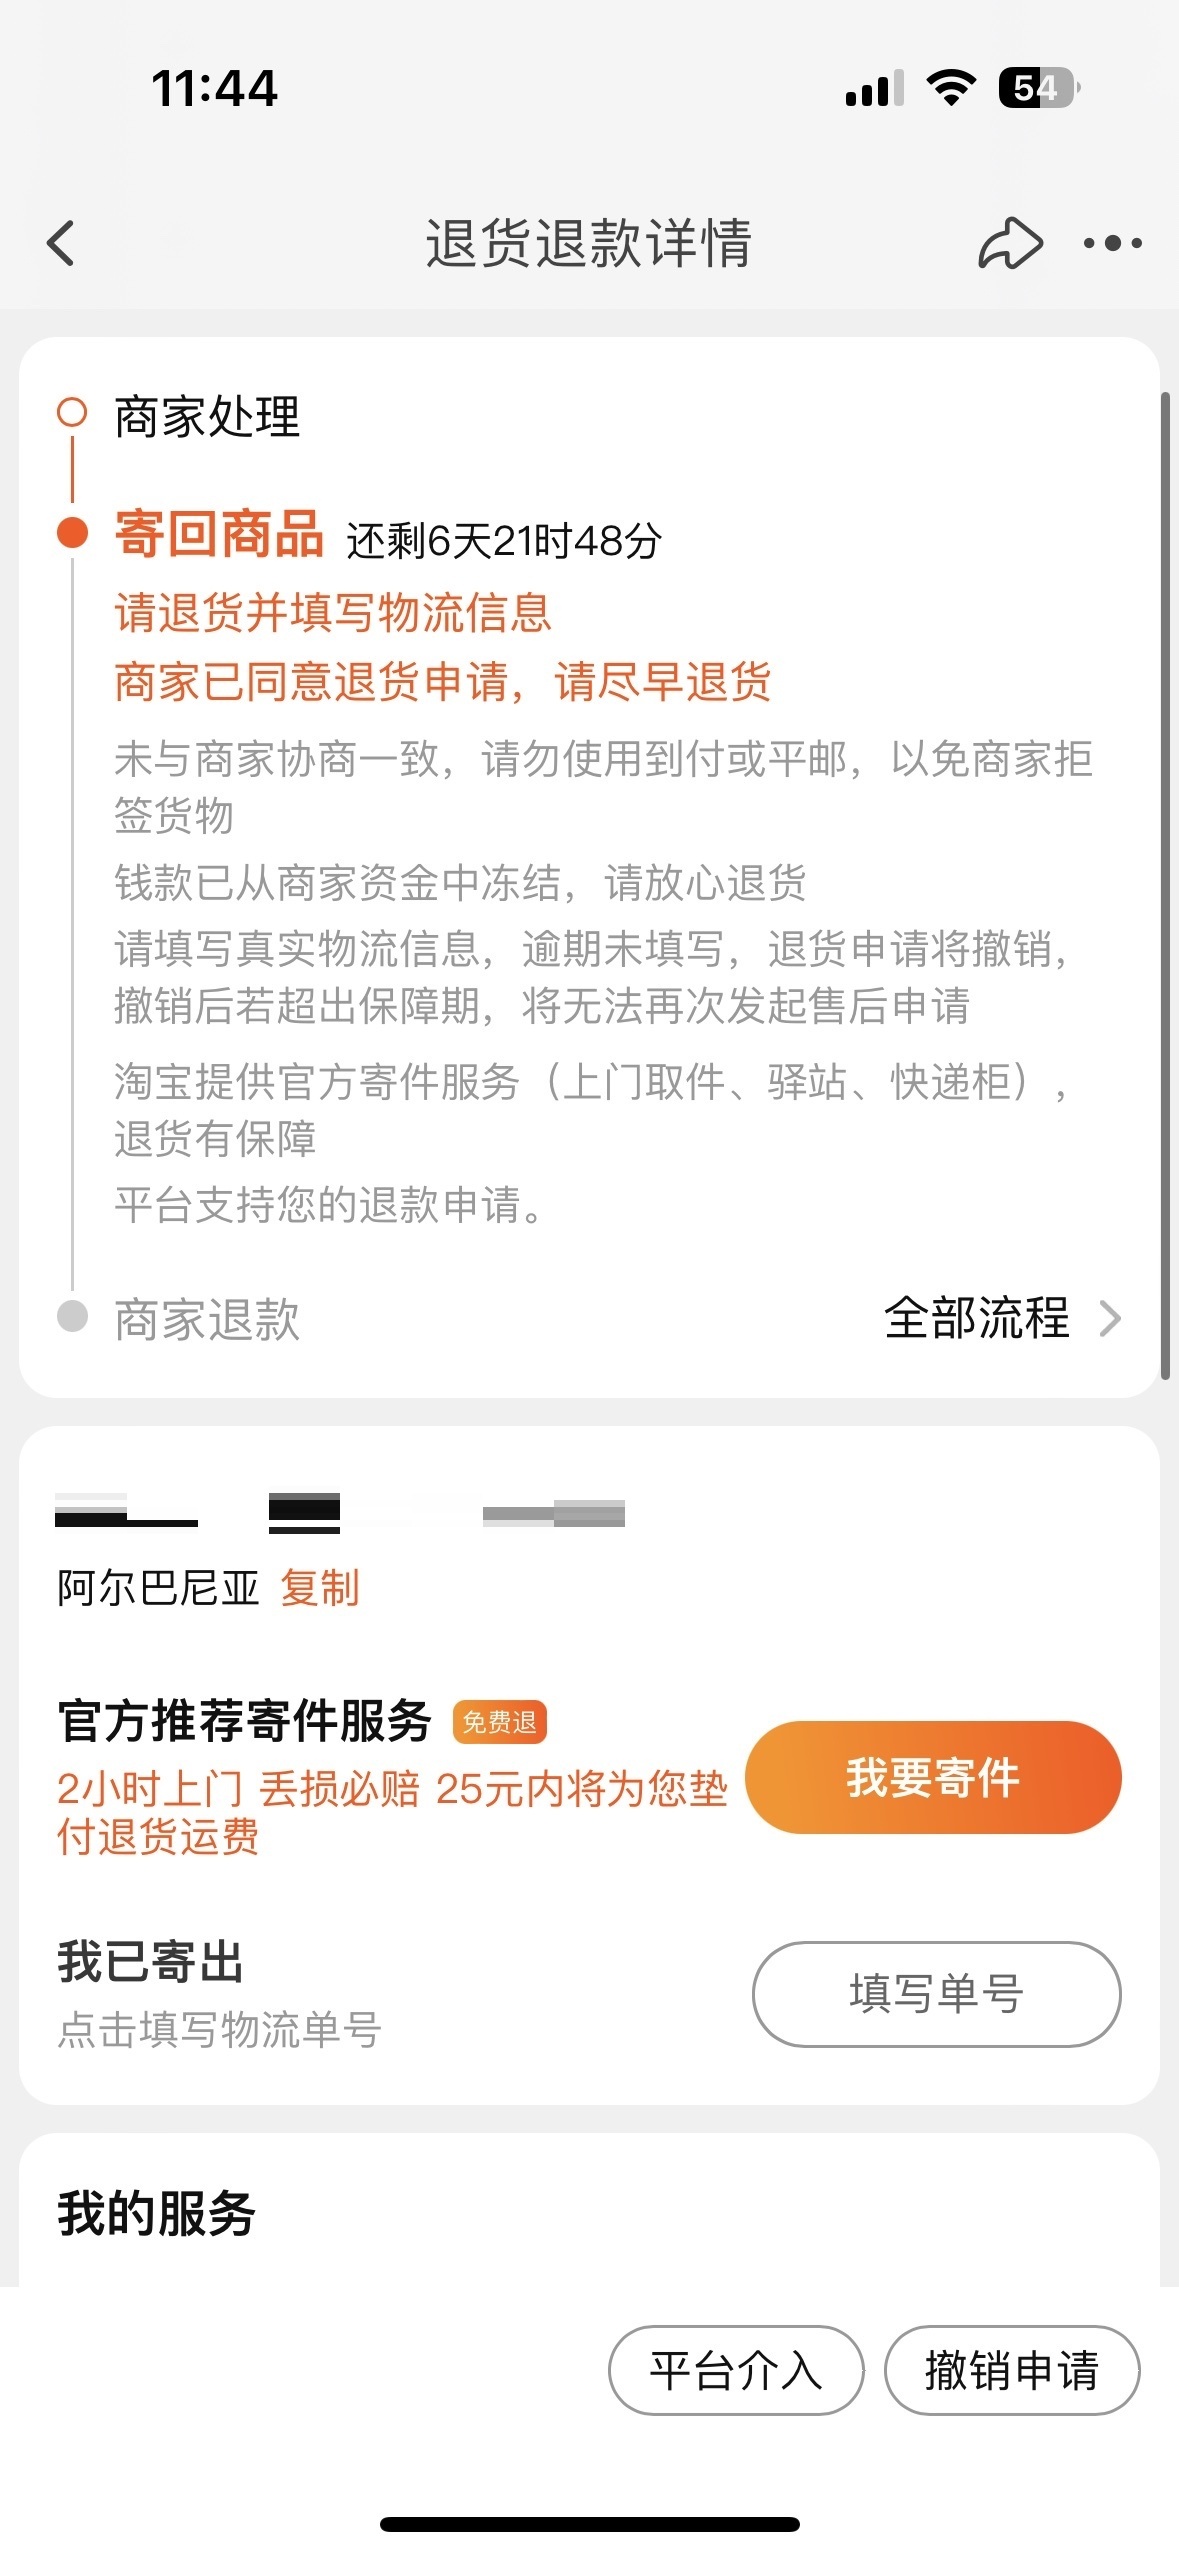 11:44
54
退货退款详情
商家处理
寄回商品 还剩6天21时48分
请退货并填写物流信息
商家已同意退货申请，请尽早退货
未与商家协商一致，请勿使用到付或平邮，以免商家拒
签货物
钱款已从商家资金中冻结，请放心退货
请填写真实物流信息，逾期未填写，退货申请将撤销，
撤销后若超出保障期，将无法再次发起售后申请
淘宝提供官方寄件服务（上门取件、驿站、快递柜），
退货有保障
平台支持您的退款申请。
商家退款 全部流程
阿尔巴尼亚 复制
官方推荐寄件服务 免费退
2小时上门 丢损必赔 25元内将为您垫
付退货运费
我要寄件
我已寄出
点击填写物流单号
填写单号
我的服务
平台介入 撤销申请